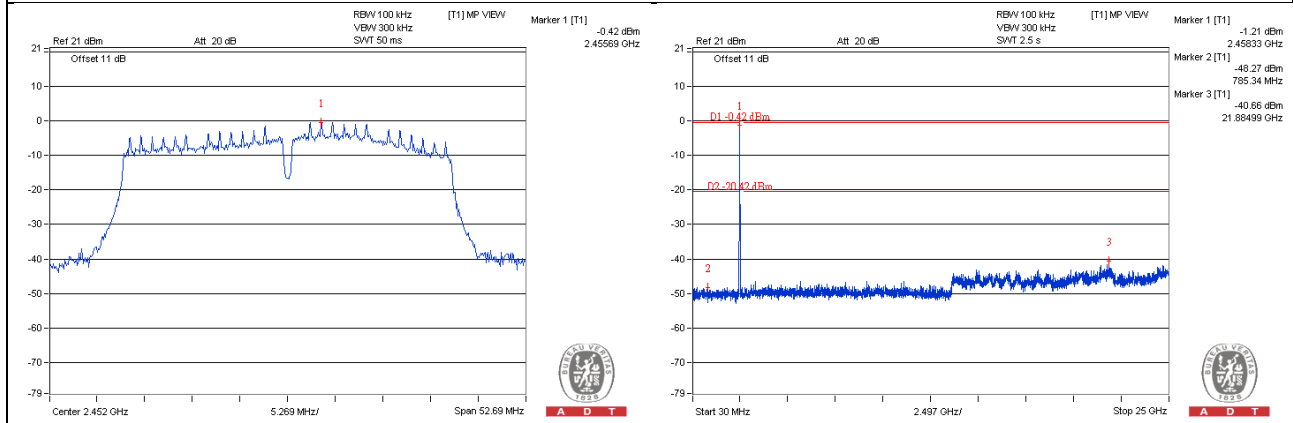 RBW 100 kHz [T1] MP VIEW
VBW 300 kHz
Ref 21 dBm Att 20 dB SWT 50 ms
Marker 1 [T1]
-0.42 dBm
2.45569 GHz
21
Offset 11 dB
10
0
-10
-20
-30
-40
-50
-60
-70
-79
1
Center 2.452 GHz 5.269 MHz/ Span 52.69 MHz
BUREAU VERITAS
1828
A D T
RBW 100 kHz [T1] MP VIEW
VBW 300 kHz
Ref 21 dBm Att 20 dB SWT 2.5 s
Marker 1 [T1]
-1.21 dBm
2.45833 GHz
Marker 2 [T1]
-48.27 dBm
785.34 MHz
Marker 3 [T1]
-40.66 dBm
21.88499 GHz
21
Offset 11 dB
10
0
-10
-20
-30
-40
-50
-60
-70
-79
1
D1 -0.42 dBm
D2 -20.42 dBm
2
3
Start 30 MHz 2.497 GHz/ Stop 25 GHz
BUREAU VERITAS
1828
A D T